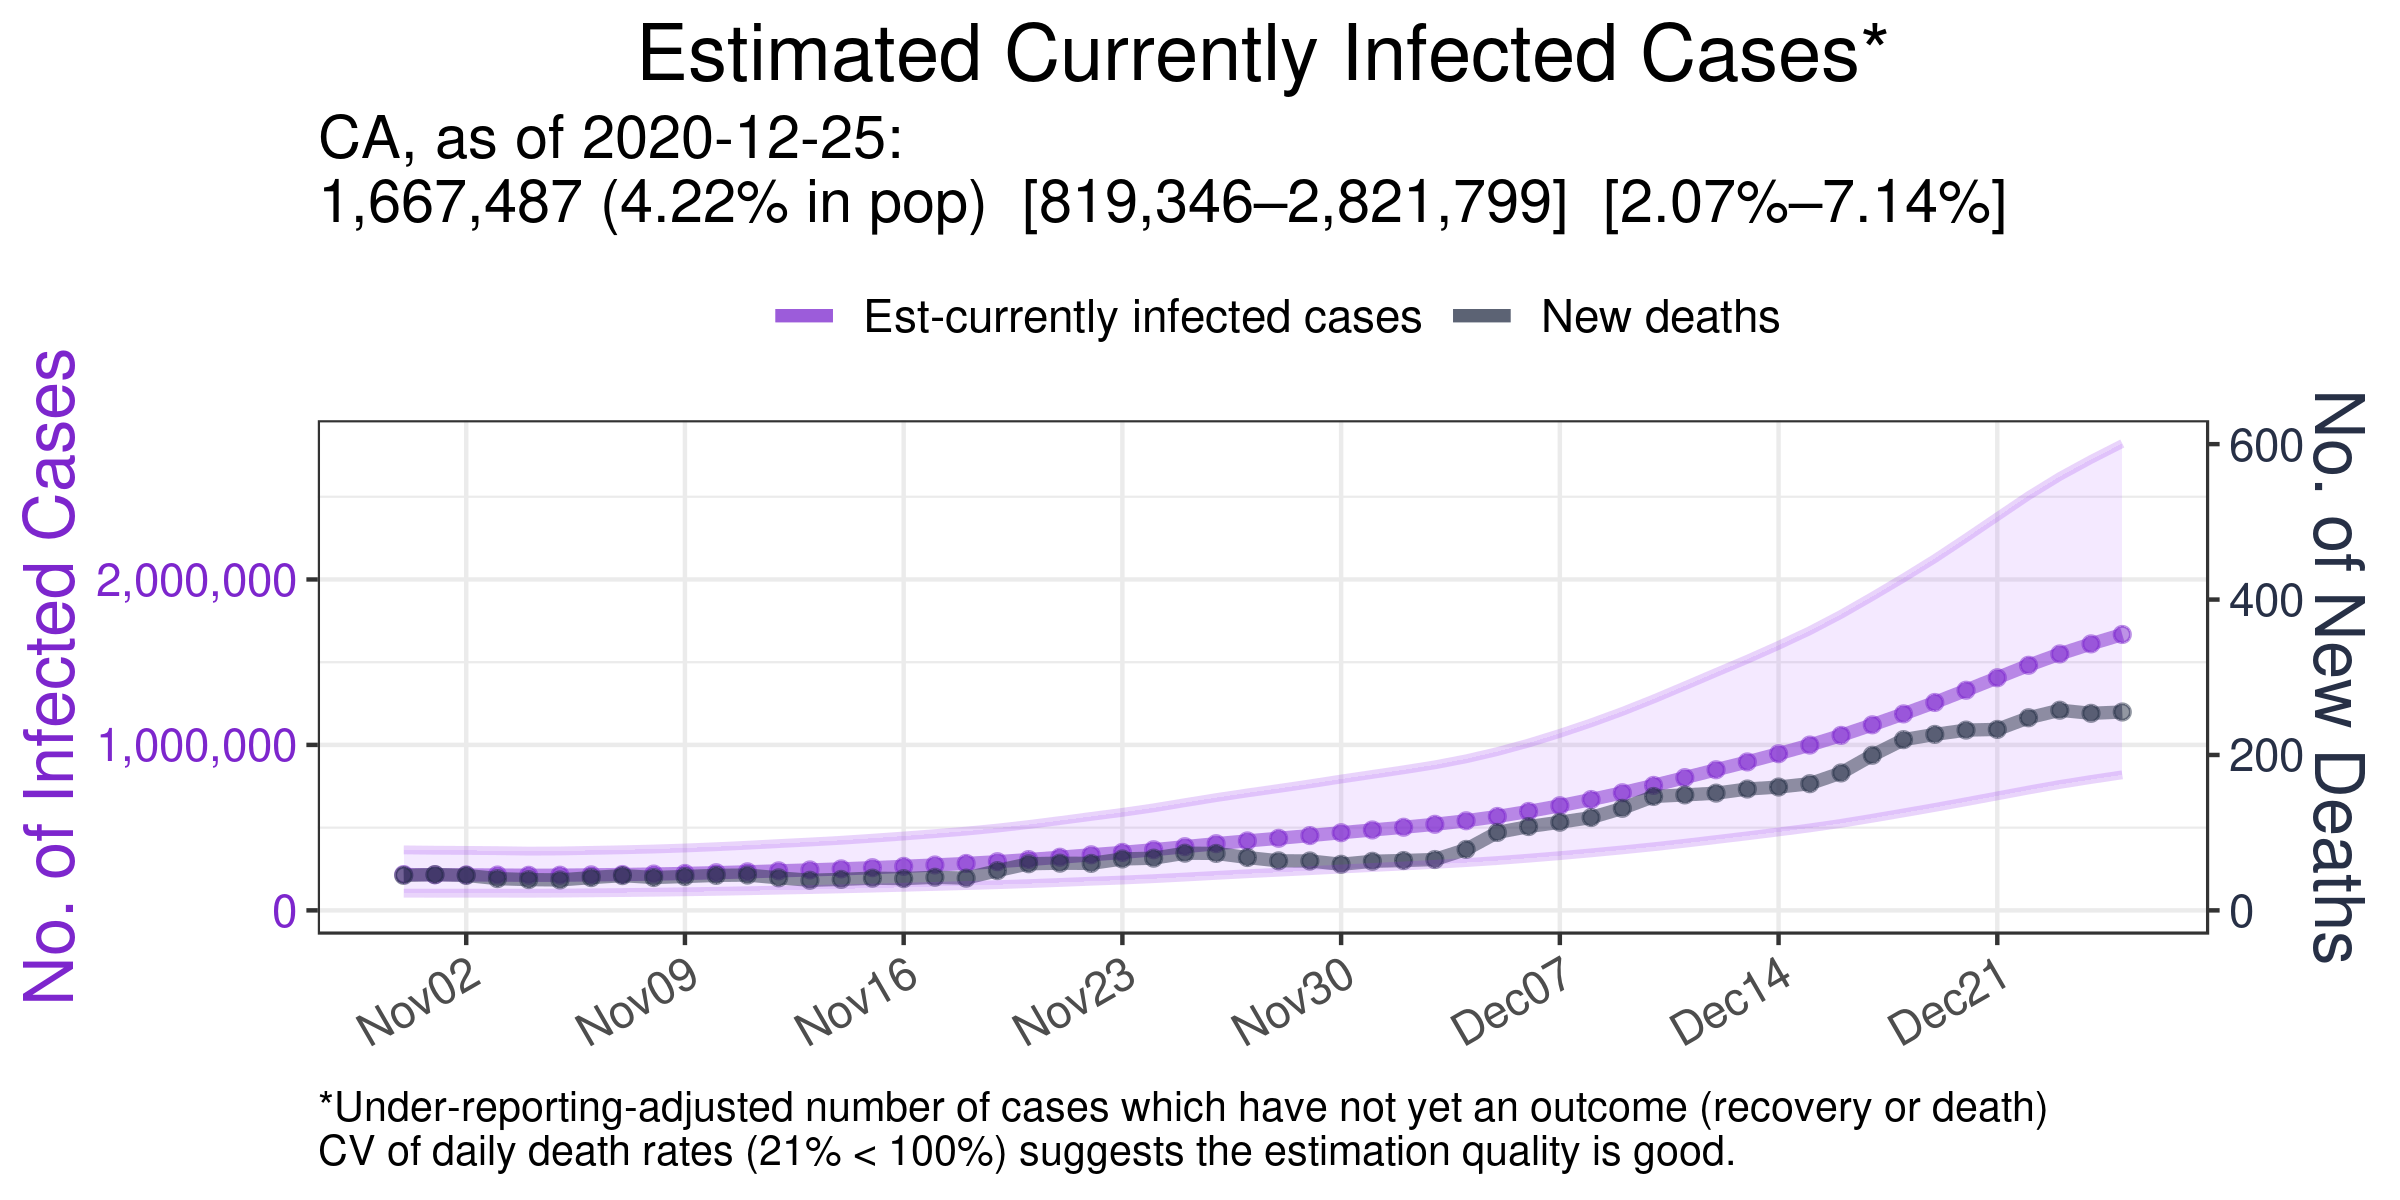 Estimated Currently Infected Cases*
CA, as of 2020-12-25:
1,667,487 (4.22% in pop)  [819,346–2,821,799]  [2.07%–7.14%]
Est-currently infected cases
New deaths
No. of Infected Cases
2,000,000
1,000,000
0
600
400
200
0
No. of New Deaths
Nov02
Nov09
Nov16
Nov23
Nov30
Dec07
Dec14
Dec21
*Under-reporting-adjusted number of cases which have not yet an outcome (recovery or death)
CV of daily death rates (21% < 100%) suggests the estimation quality is good.